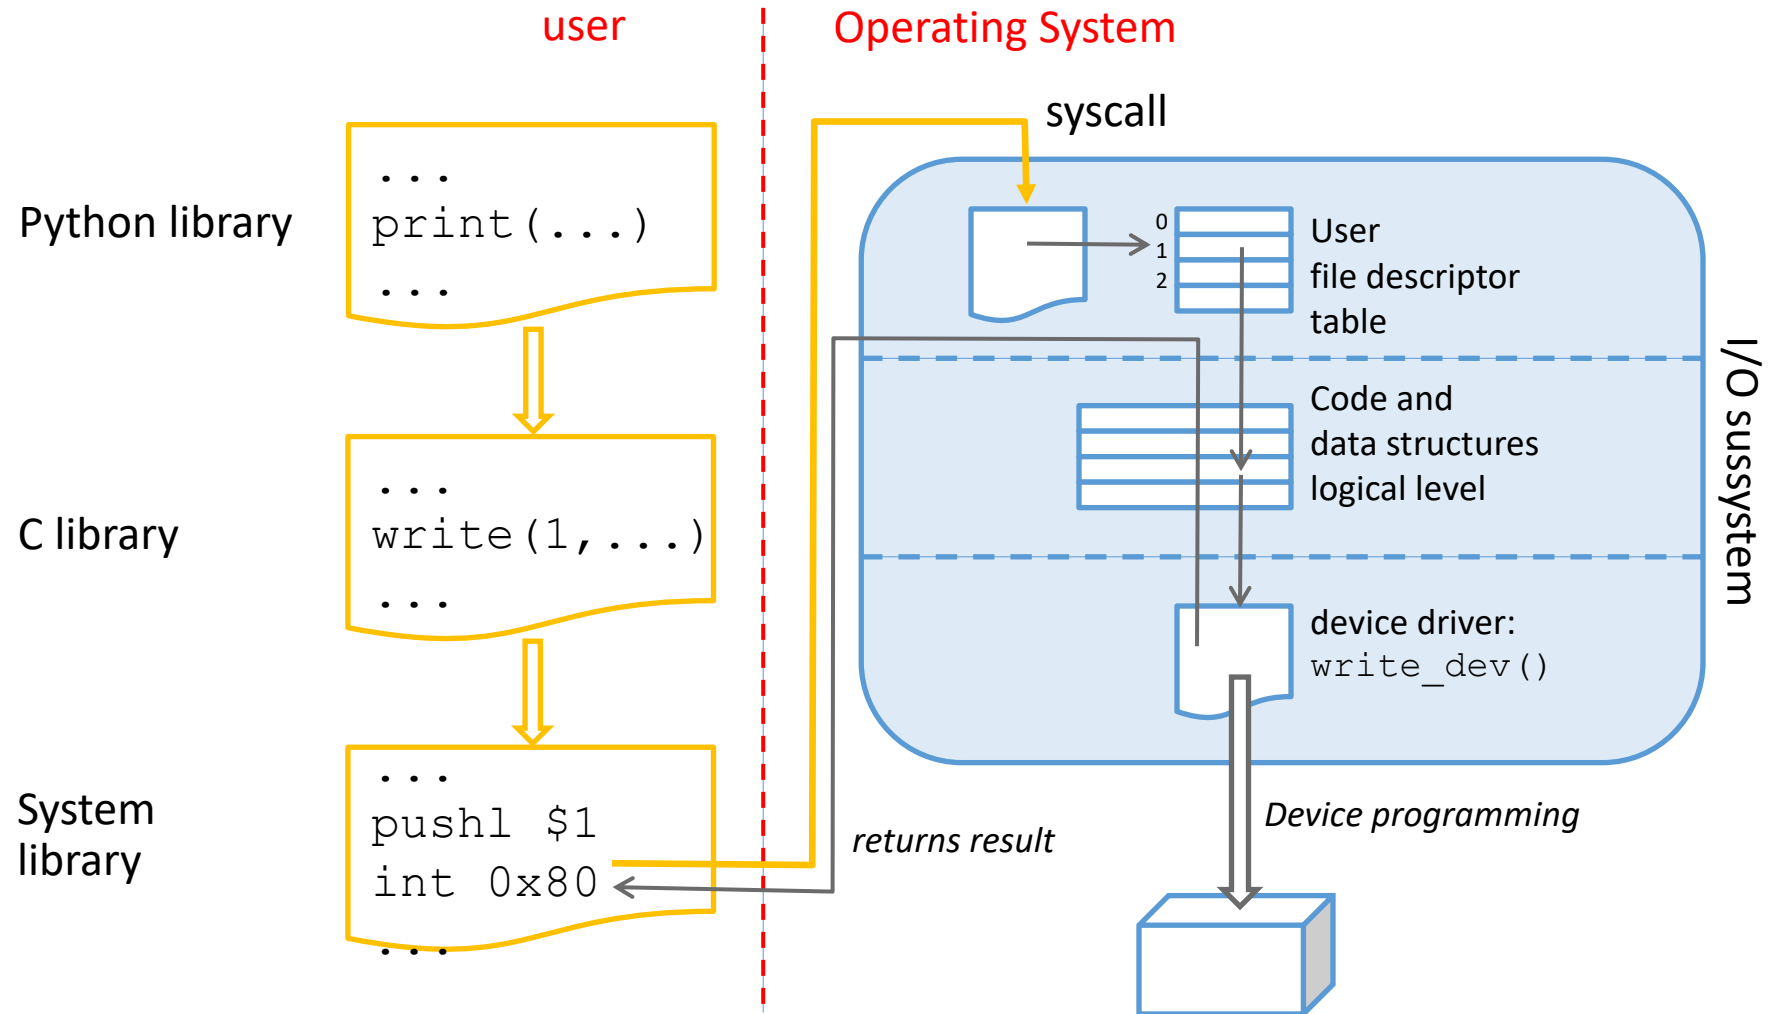 user
Operating System
syscall
Python library
...
print(...)
...
C library
...
write(1,...)
...
System
library
...
pushl $1
int 0x80
...
0
1
2
User
file descriptor
table
Code and
data structures
logical level
device driver:
write_dev()
I/O sussystem
returns result
Device programming